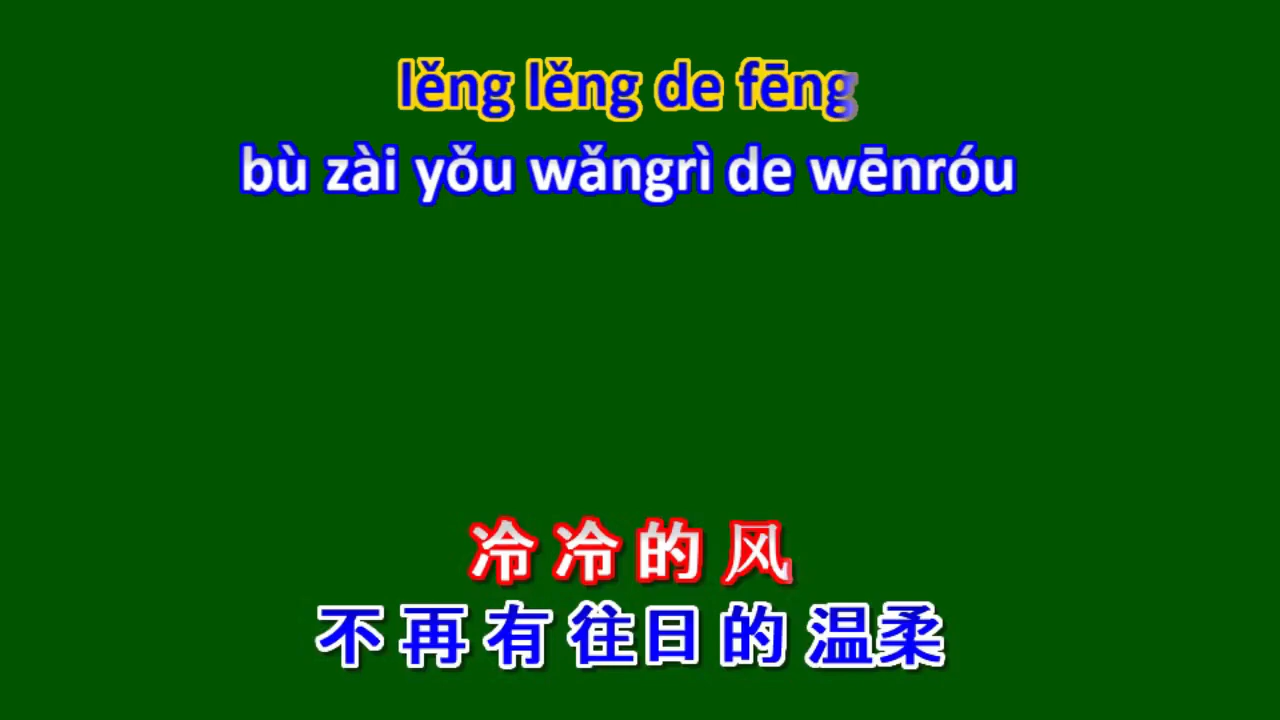 lěng lěng de fēng
bù zài yǒu wǎngrì de wēnróu
冷 冷 的 风
不 再 有 往日 的 温柔